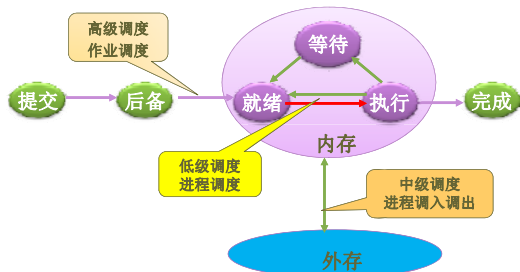 高级调度
作业调度
等待
提交
后备
就绪
执行
完成
内存
低级调度
进程调度
中级调度
进程调入调出
外存